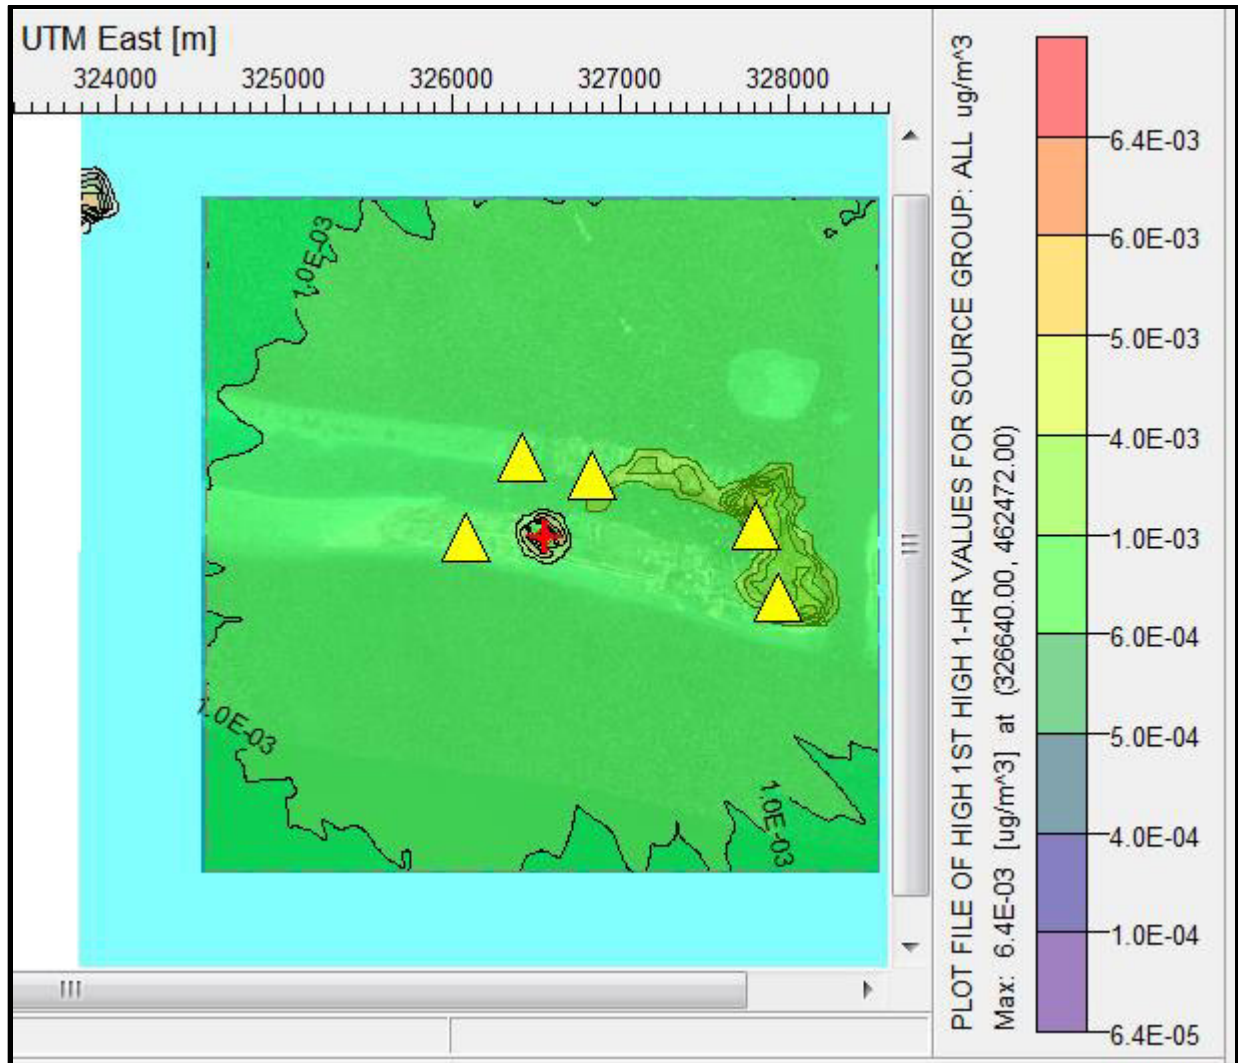 UTM East [m]
324000 325000 326000 327000 328000
1.0E-03
1.0E-03
1.0E-03
PLOT FILE OF HIGH 1ST HIGH 1-HR VALUES FOR SOURCE GROUP: ALL ug/m^3
Max: 6.4E-03 [ug/m^3] at (326640.00, 462472.00)
6.4E-03
6.0E-03
5.0E-03
4.0E-03
1.0E-03
6.0E-04
5.0E-04
4.0E-04
1.0E-04
6.4E-05